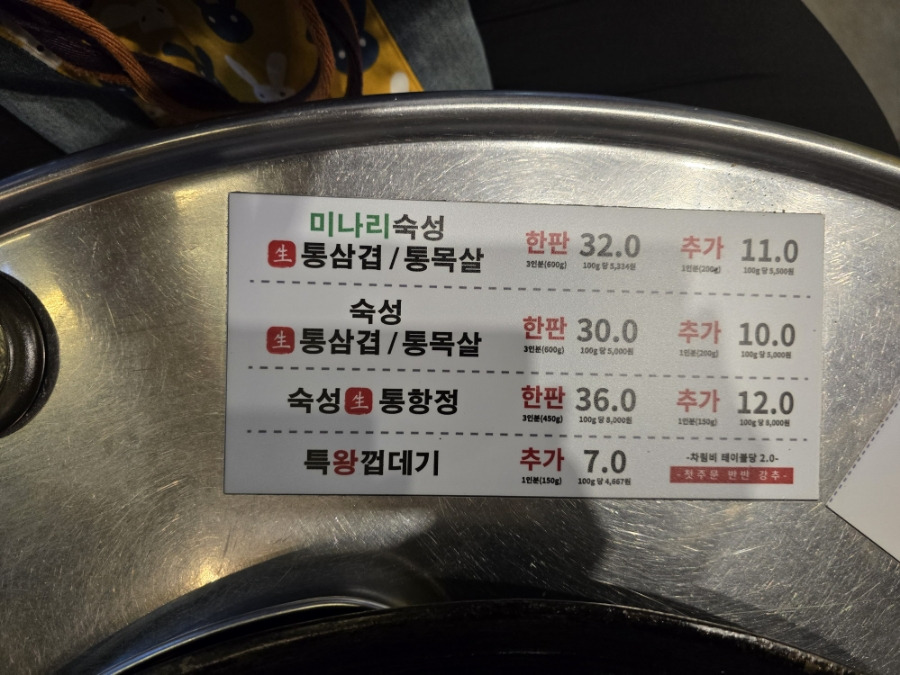 미나리숙성
生 통삼겹 / 통목살
한판 32.0 추가 11.0
3인분(600g) 100g 당 5,334원 1인분(200g) 100g 당 5,500원
숙성
生 통삼겹 / 통목살
한판 30.0 추가 10.0
3인분(600g) 100g 당 5,000원 1인분(200g) 100g 당 5,000원
숙성 生 통항정
한판 36.0 추가 12.0
3인분(450g) 100g 당 8,000원 1인분(150g) 100g 당 8,000원
특왕껍데기
추가 7.0
1인분(150g) 100g 당 4,667원
-차림비 테이블당 2.0-
-첫주문 반반 강추-